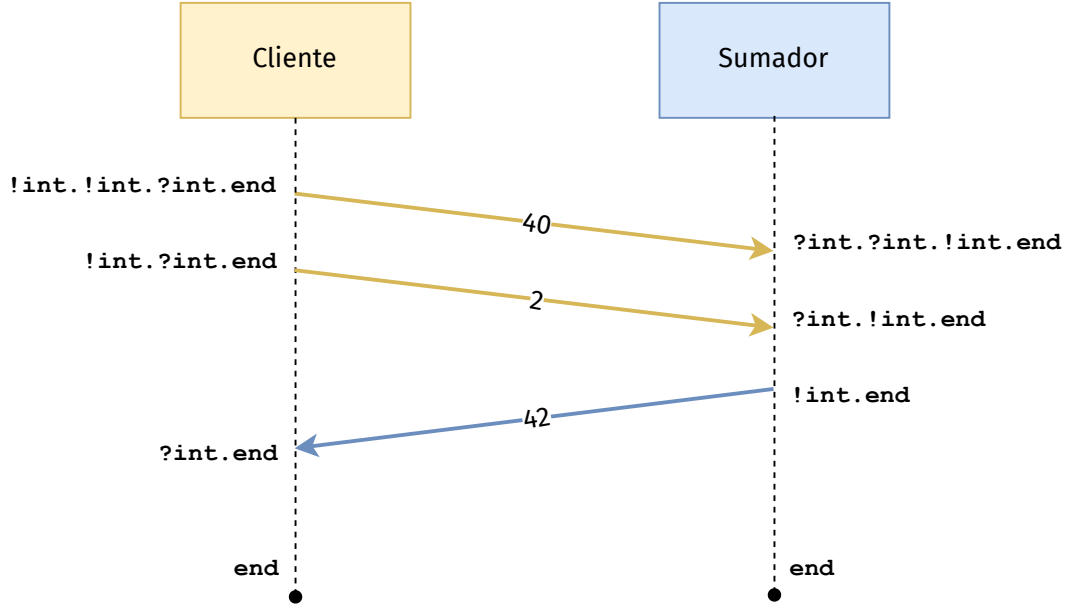 Cliente
Sumador
!int.!int.?int.end
40
?int.?int.!int.end
!int.?int.end
2
?int.!int.end
!int.end
42
?int.end
end
end